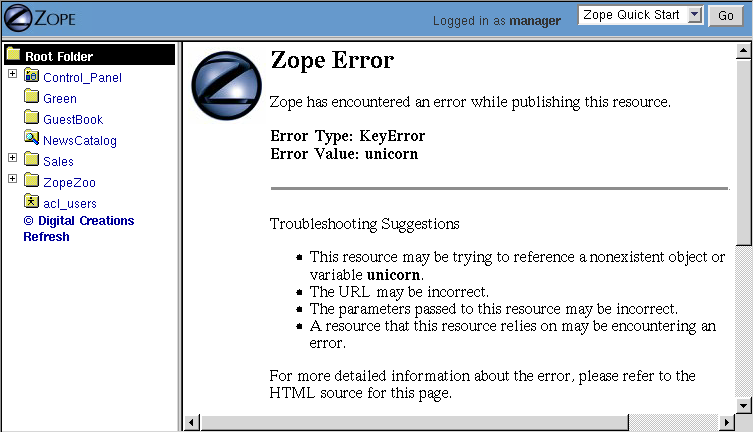 ZOPE
Logged in as manager
Zope Quick Start
Go
Root Folder
Control_Panel
Green
GuestBook
NewsCatalog
Sales
ZopeZoo
acl_users
© Digital Creations
Refresh
Zope Error
Zope has encountered an error while publishing this resource.
Error Type: KeyError
Error Value: unicorn
Troubleshooting Suggestions
This resource may be trying to reference a nonexistent object or
variable unicorn.
The URL may be incorrect.
The parameters passed to this resource may be incorrect.
A resource that this resource relies on may be encountering an
error.
For more detailed information about the error, please refer to the
HTML source for this page.